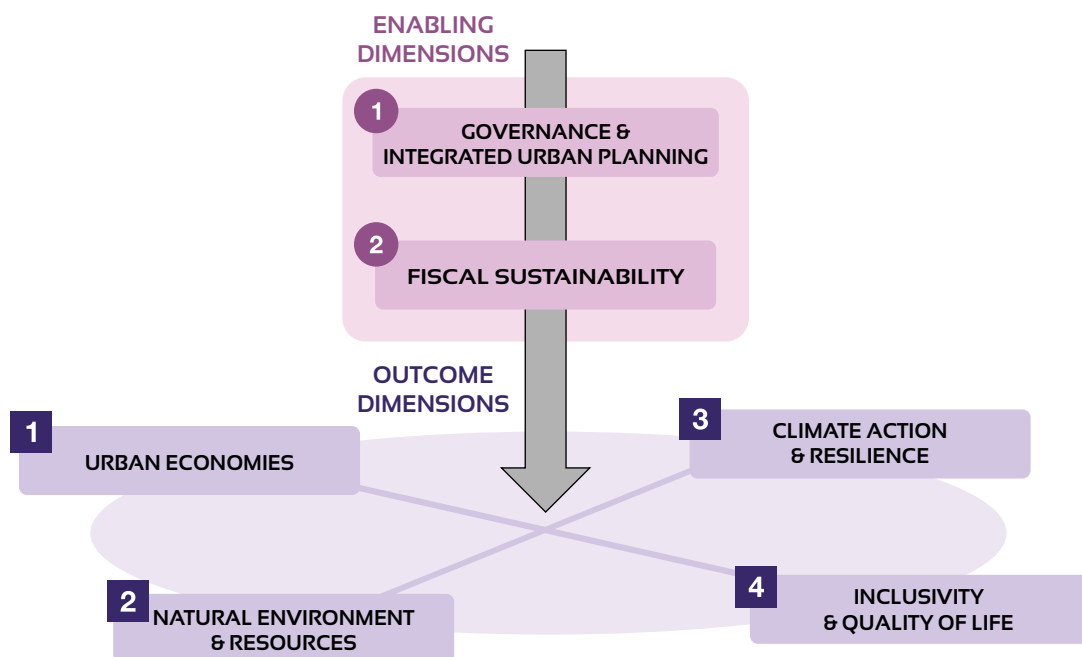 ENABLING
DIMENSIONS
1
GOVERNANCE &
INTEGRATED URBAN PLANNING
2
FISCAL SUSTAINABILITY
OUTCOME
DIMENSIONS
1
URBAN ECONOMIES
3
CLIMATE ACTION
& RESILIENCE
2
NATURAL ENVIRONMENT
& RESOURCES
4
INCLUSIVITY
& QUALITY OF LIFE